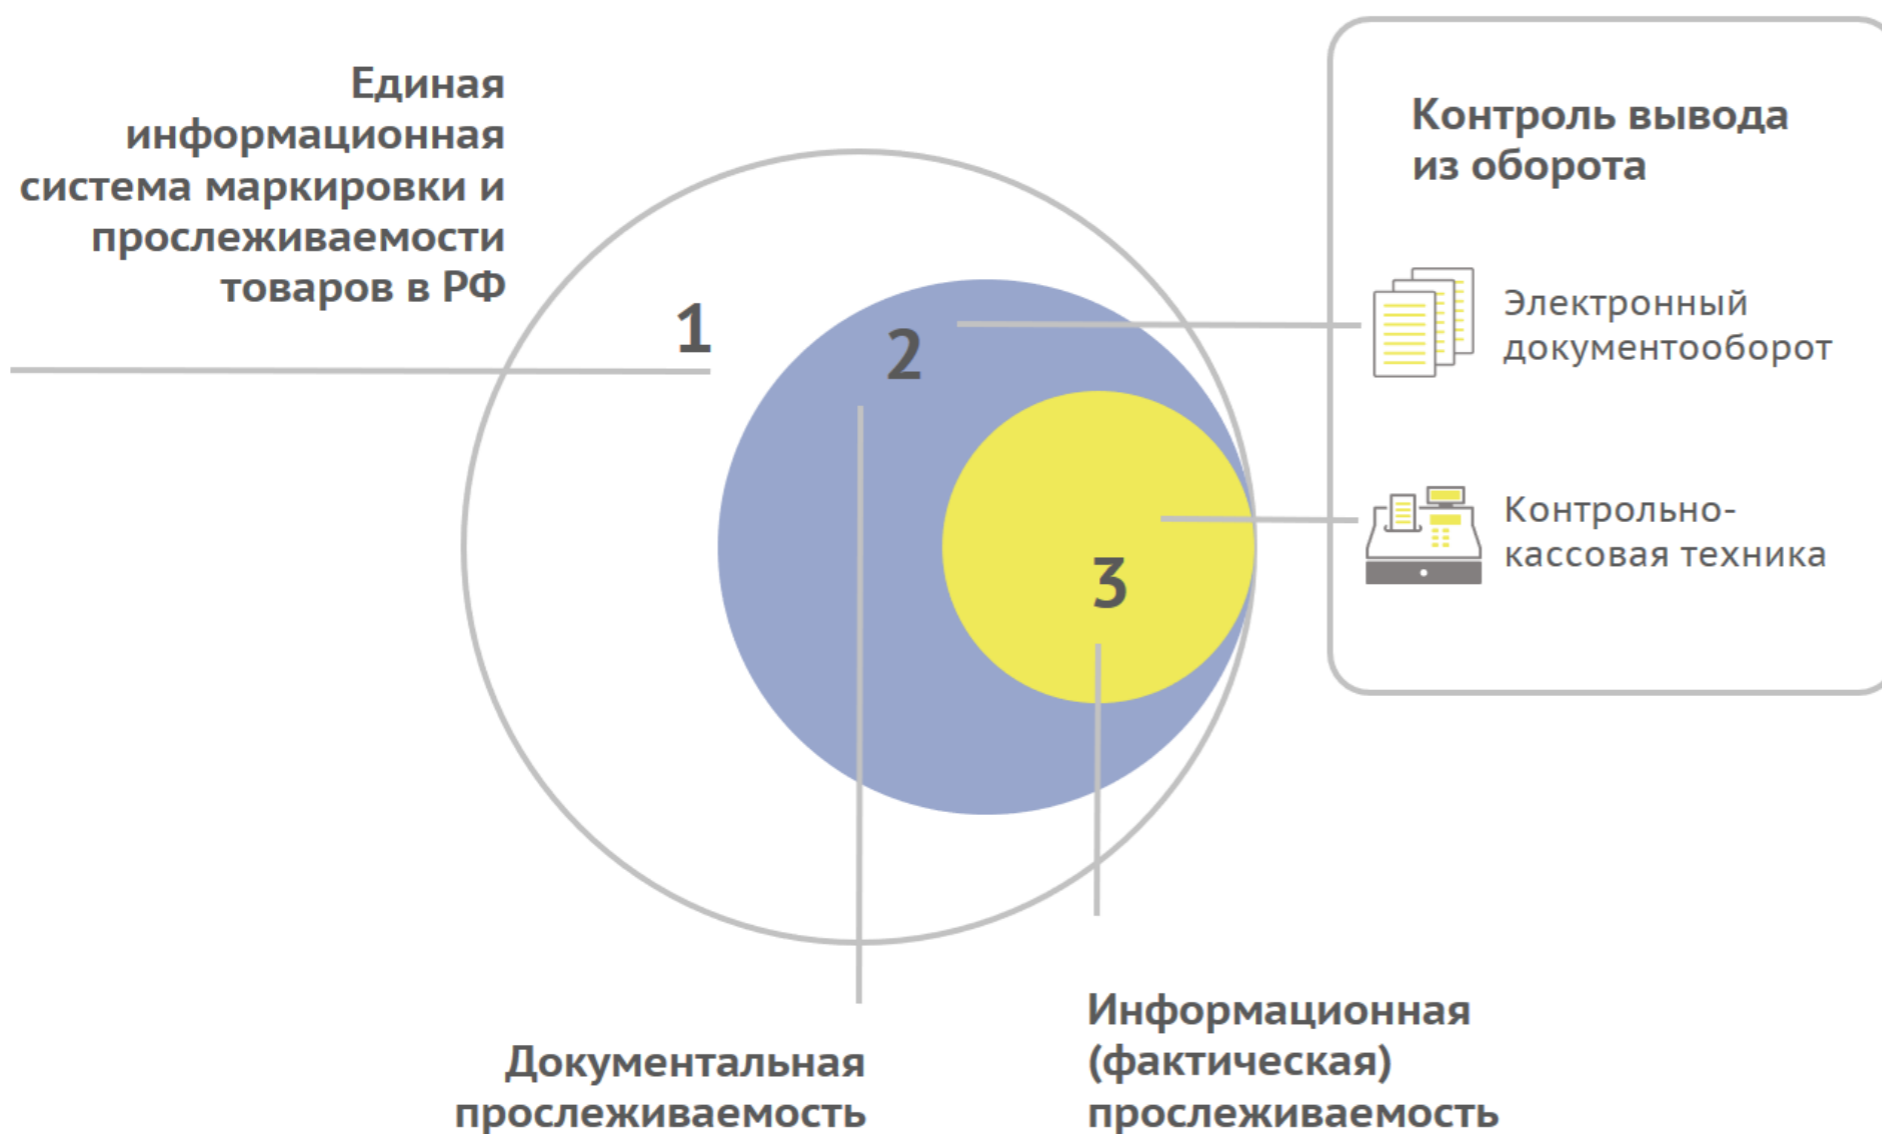 Единая
информационная
система маркировки и
прослеживаемости
товаров в РФ
1
2
3
Контроль вывода
из оборота
Электронный
документооборот
Контрольно-
кассовая техника
Документальная
прослеживаемость
Информационная
(фактическая)
прослеживаемость